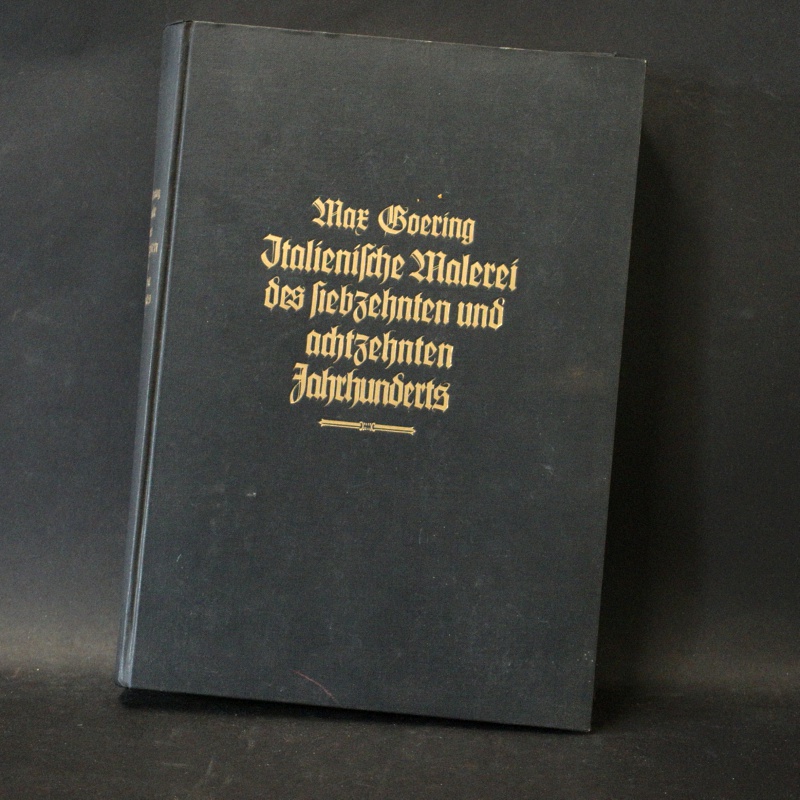 Max Goering
Italieniſche Malerei
des ſiebzehnten und
achtzehnten
Jahrhunderts